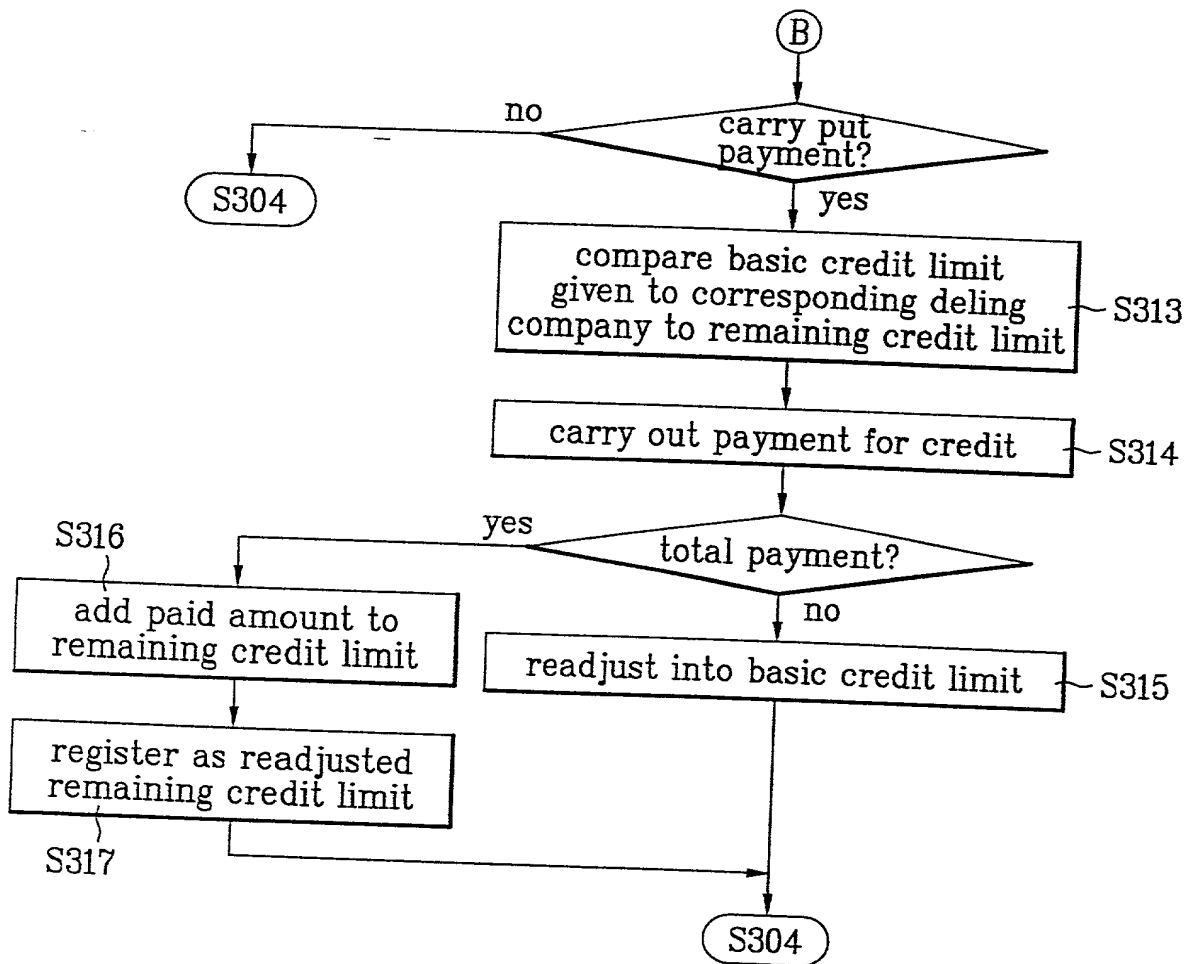 B
no
carry put
payment?
S304
yes
compare basic credit limit
given to corresponding deling
company to remaining credit limit
S313
carry out payment for credit
S314
yes
total payment?
S316
add paid amount to
remaining credit limit
no
readjust into basic credit limit
S315
register as readjusted
remaining credit limit
S317
S304